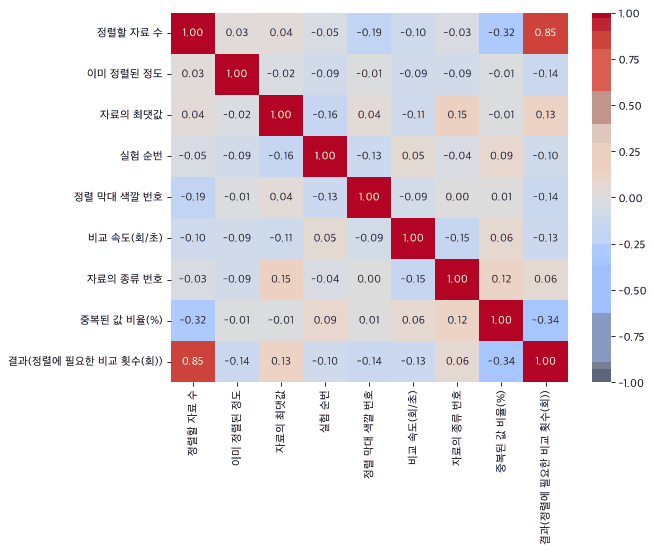 정렬할 자료 수 1.00 0.03 0.04 -0.05 -0.19 -0.10 -0.03 -0.32 0.85
이미 정렬된 정도 0.03 1.00 -0.02 -0.09 -0.01 -0.09 -0.09 -0.01 -0.14
자료의 최댓값 0.04 -0.02 1.00 -0.16 0.04 -0.11 0.15 -0.01 0.13
실험 순번 -0.05 -0.09 -0.16 1.00 -0.13 0.05 -0.04 0.09 -0.10
정렬 막대 색깔 번호 -0.19 -0.01 0.04 -0.13 1.00 -0.09 0.00 0.01 -0.14
비교 속도(회/초) -0.10 -0.09 -0.11 0.05 -0.09 1.00 -0.15 0.06 -0.13
자료의 종류 번호 -0.03 -0.09 0.15 -0.04 0.00 -0.15 1.00 0.12 0.06
중복된 값 비율(%) -0.32 -0.01 -0.01 0.09 0.01 0.06 0.12 1.00 -0.34
결과(정렬에 필요한 비교 횟수(회)) 0.85 -0.14 0.13 -0.10 -0.14 -0.13 0.06 -0.34 1.00
정렬할 자료 수
이미 정렬된 정도
자료의 최댓값
실험 순번
정렬 막대 색깔 번호
비교 속도(회/초)
자료의 종류 번호
중복된 값 비율(%)
결과(정렬에 필요한 비교 횟수(회))
1.00
0.75
0.50
0.25
0.00
-0.25
-0.50
-0.75
-1.00